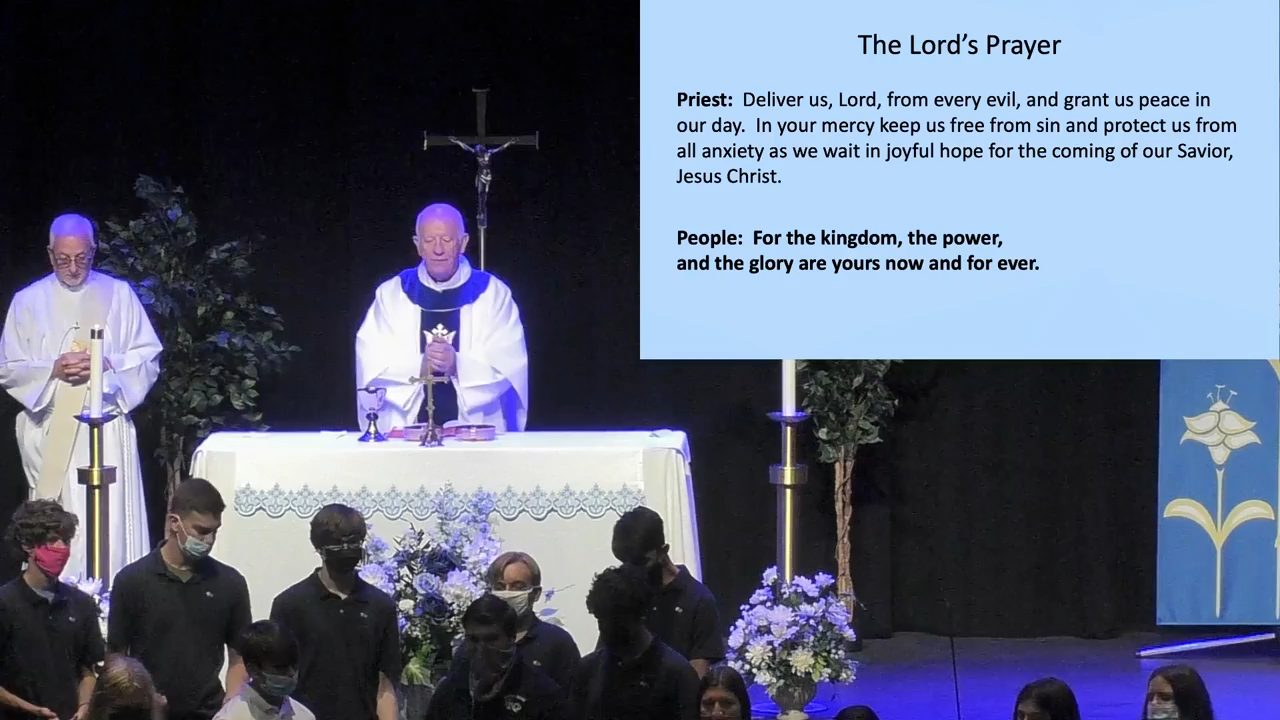 The Lord's Prayer
Priest: Deliver us, Lord, from every evil, and grant us peace in
our day. In your mercy keep us free from sin and protect us from
all anxiety as we wait in joyful hope for the coming of our Savior,
Jesus Christ.
People: For the kingdom, the power,
and the glory are yours now and for ever.